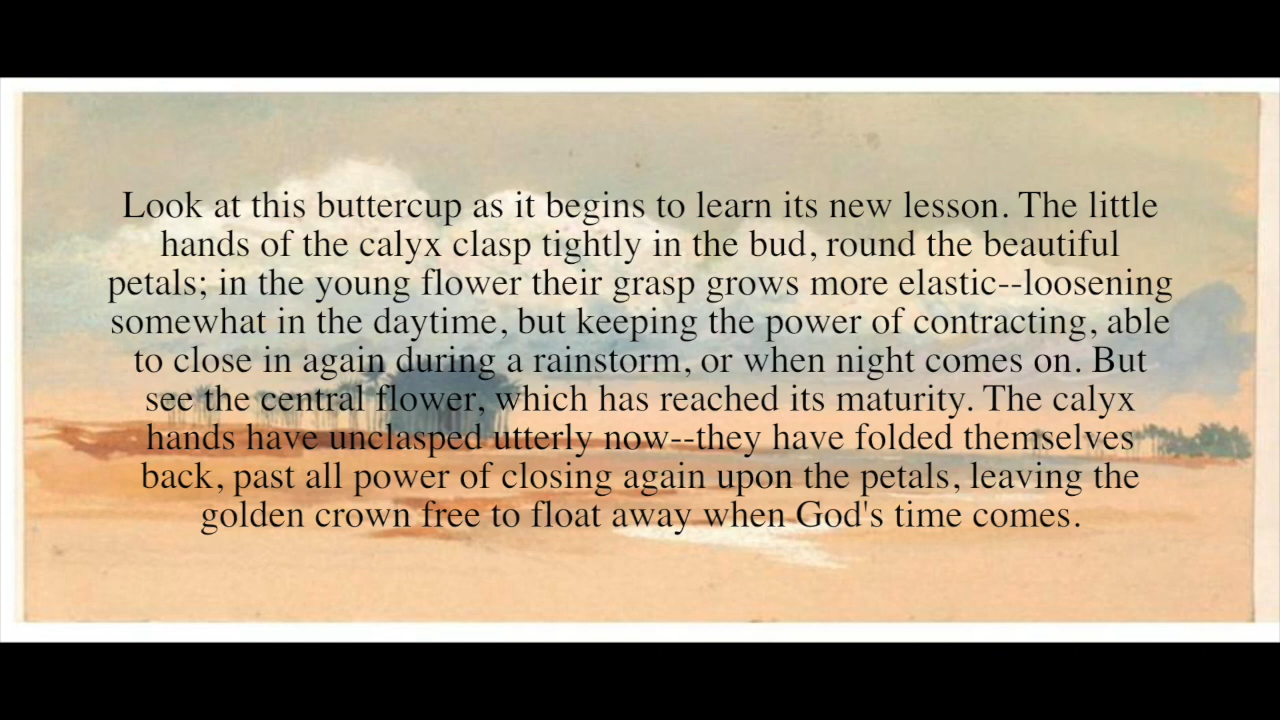 Look at this buttercup as it begins to learn its new lesson. The little
hands of the calyx clasp tightly in the bud, round the beautiful
petals; in the young flower their grasp grows more elastic--loosening
somewhat in the daytime, but keeping the power of contracting, able
to close in again during a rainstorm, or when night comes on. But
see the central flower, which has reached its maturity. The calyx
hands have unclasped utterly now--they have folded themselves
back, past all power of closing again upon the petals, leaving the
golden crown free to float away when God's time comes.